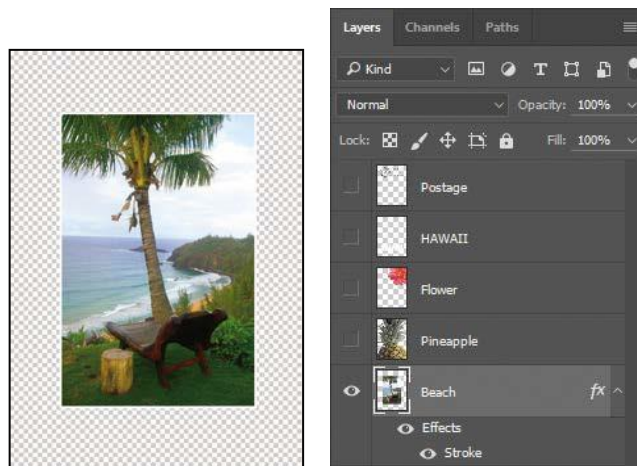 Layers Channels Paths
Kind
Normal Opacity: 100%
Lock: Fill: 100%
Postage
HAWAII
Flower
Pineapple
Beach fx
Effects
Stroke